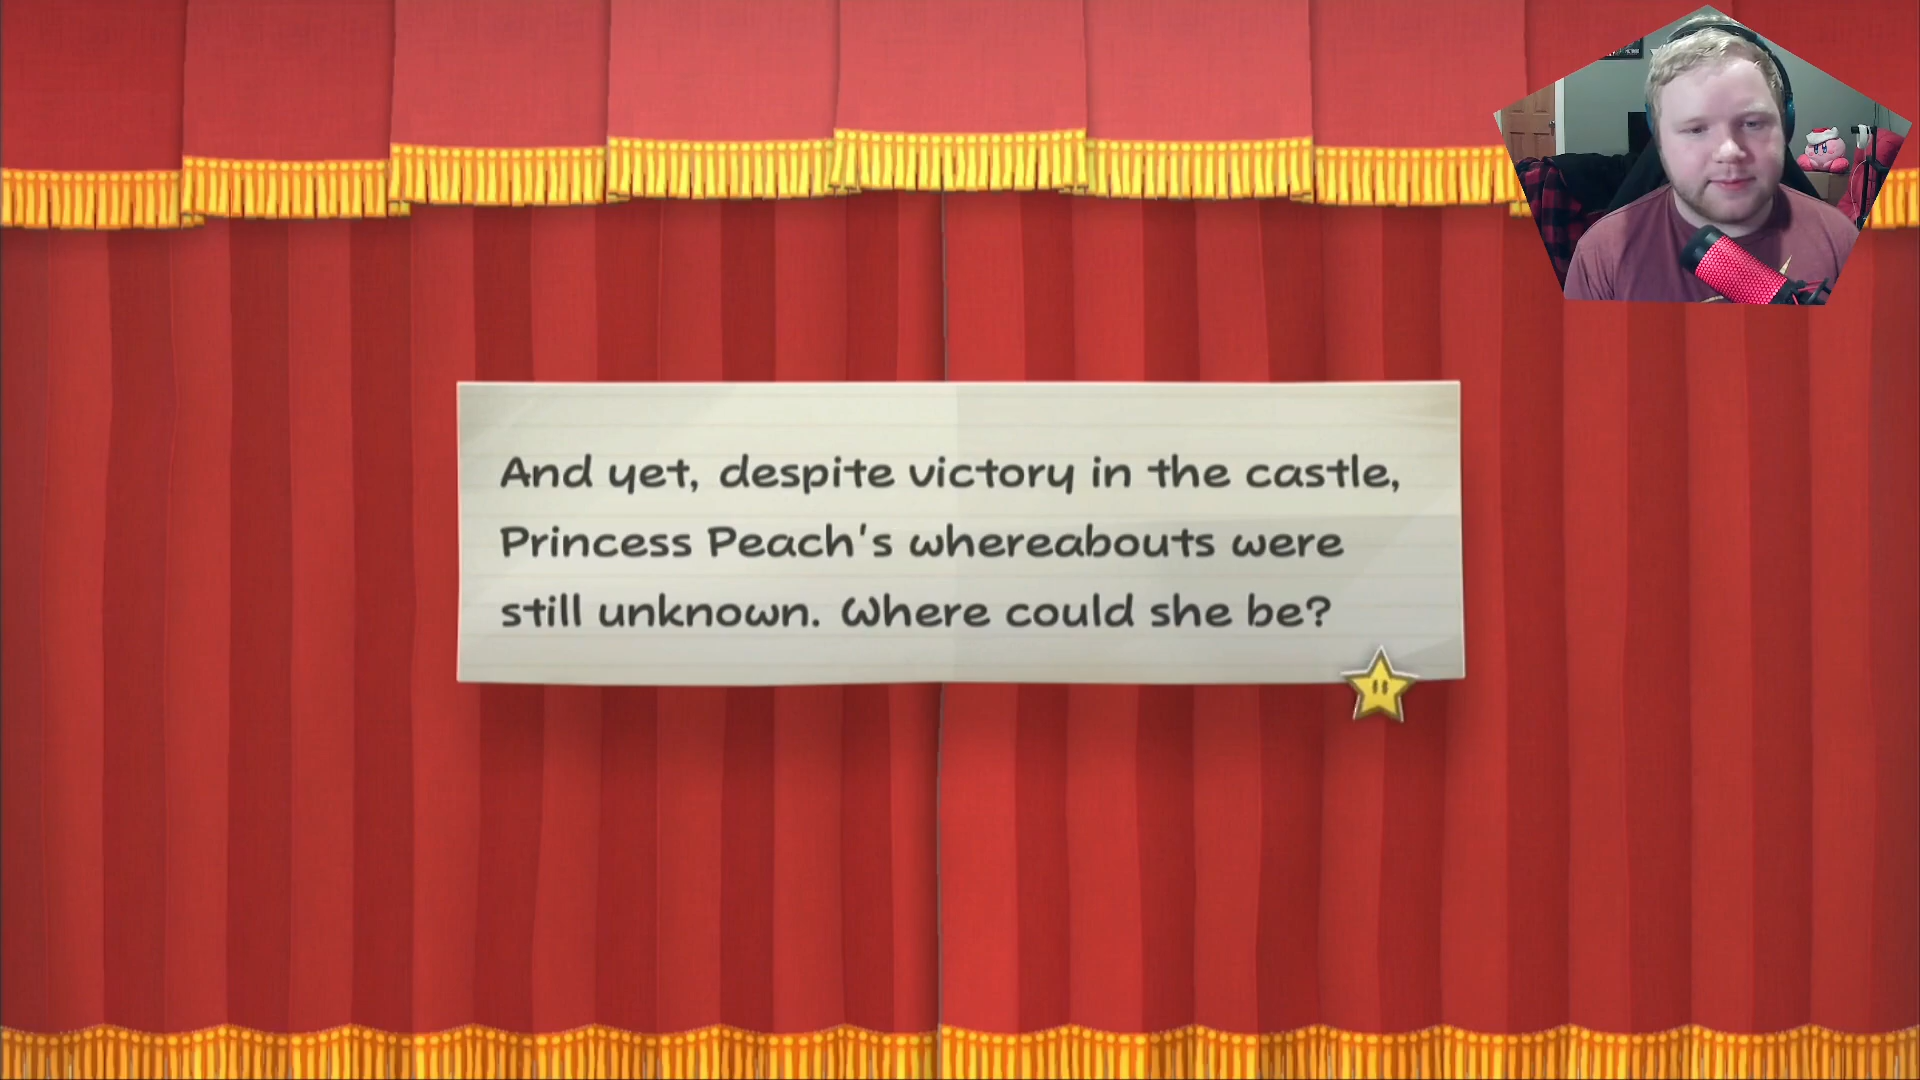 And yet, despite victory in the castle,
Princess Peach's whereabouts were
still unknown. Where could she be?